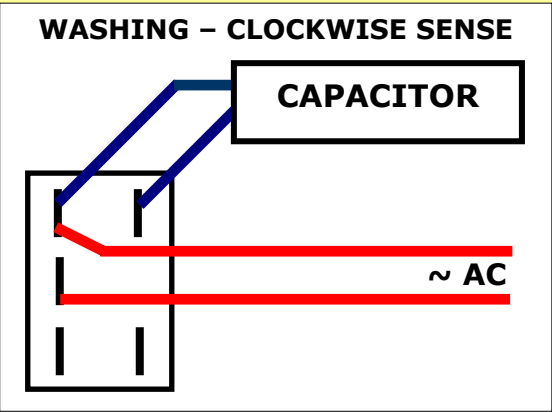 WASHING – CLOCKWISE SENSE
CAPACITOR
~ AC